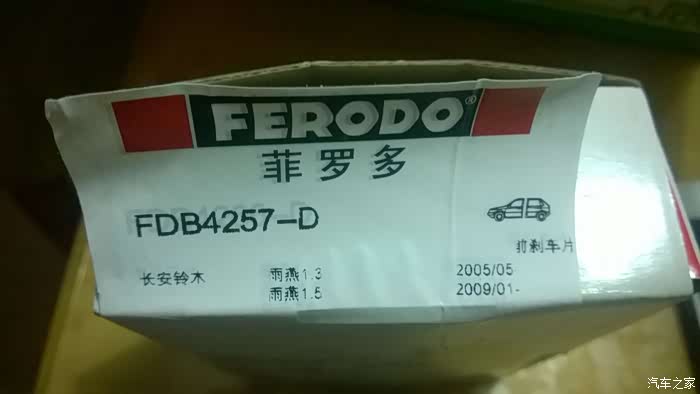 FERODO®
菲罗多
FDB4257-D
前刹车片
长安铃木 雨燕1.3 2005/05
雨燕1.5 2009/01-
汽车之家